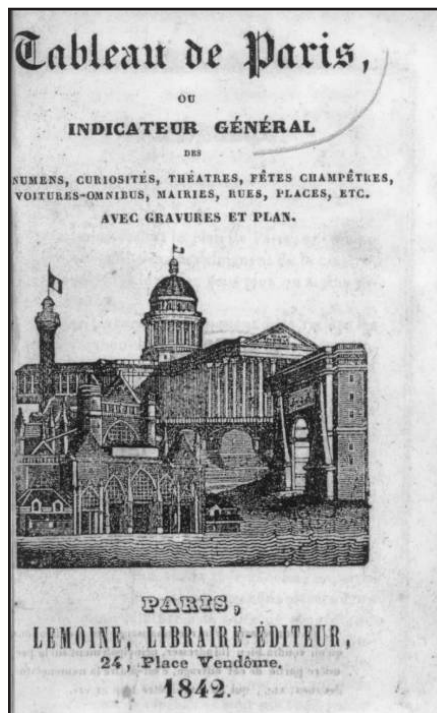 Tableau de Paris,
OU
INDICATEUR GÉNÉRAL
DES
NUMENS, CURIOSITÉS, THÉATRES, FÊTES CHAMPÊTRES,
VOITURES-OMNIBUS, MAIRIES, RUES, PLACES, ETC.
AVEC GRAVURES ET PLAN.
PARIS,
LEMOINE, LIBRAIRE-ÉDITEUR,
24, Place Vendôme.
1842.